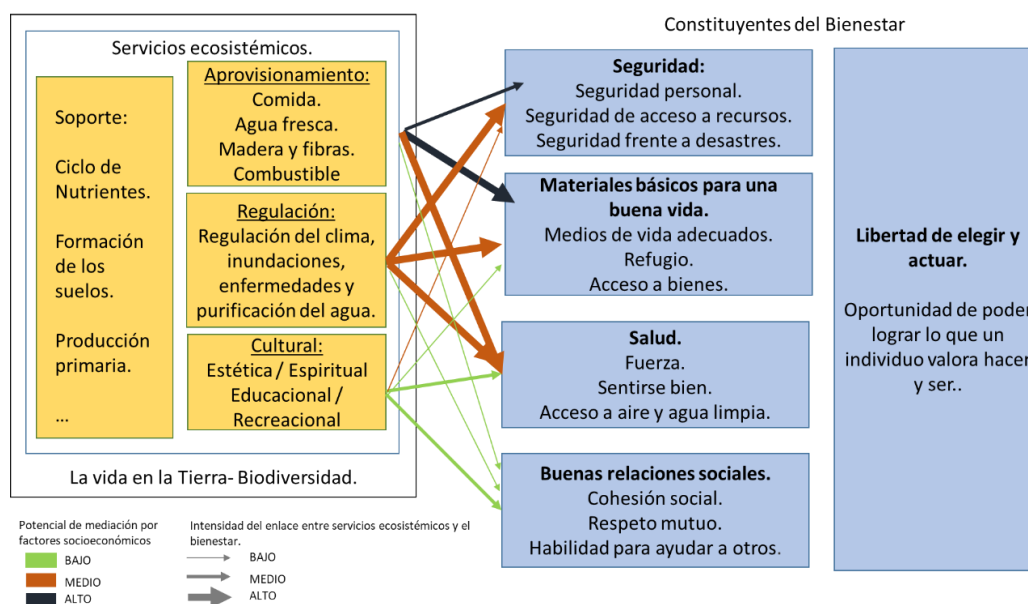 Servicios ecosistémicos.
Soporte:
Ciclo de
Nutrientes.
Formación
de los
suelos.
Producción
primaria.
...
Aprovisionamiento:
Comida.
Agua fresca.
Madera y fibras.
Combustible
Regulación:
Regulación del clima,
inundaciones,
enfermedades y
purificación del agua.
Cultural:
Estética / Espiritual
Educacional /
Recreacional
La vida en la Tierra- Biodiversidad.
Constituyentes del Bienestar
Seguridad:
Seguridad personal.
Seguridad de acceso a recursos.
Seguridad frente a desastres.
Materiales básicos para una
buena vida.
Medios de vida adecuados.
Refugio.
Acceso a bienes.
Salud.
Fuerza.
Sentirse bien.
Acceso a aire y agua limpia.
Buenas relaciones sociales.
Cohesión social.
Respeto mutuo.
Habilidad para ayudar a otros.
Libertad de elegir y
actuar.
Oportunidad de poder
lograr lo que un
individuo valora hacer
y ser..
Potencial de mediación por
factores socioeconómicos
BAJO
MEDIO
ALTO
Intensidad del enlace entre servicios ecosistémicos y el
bienestar.
BAJO
MEDIO
ALTO